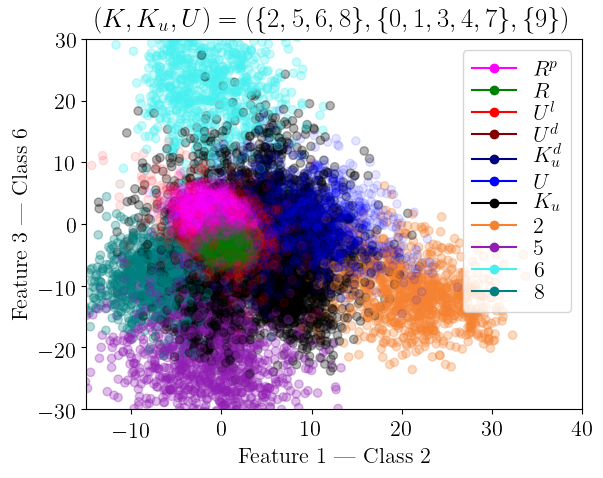 (K, K_u, U) = ({2, 5, 6, 8}, {0, 1, 3, 4, 7}, {9})
30
20
10
0
−10
−20
−30
Feature 3 — Class 6
−10
0
10
20
30
40
Feature 1 — Class 2
R^p
R
U^l
U^d
K_u^d
U
K_u
2
5
6
8